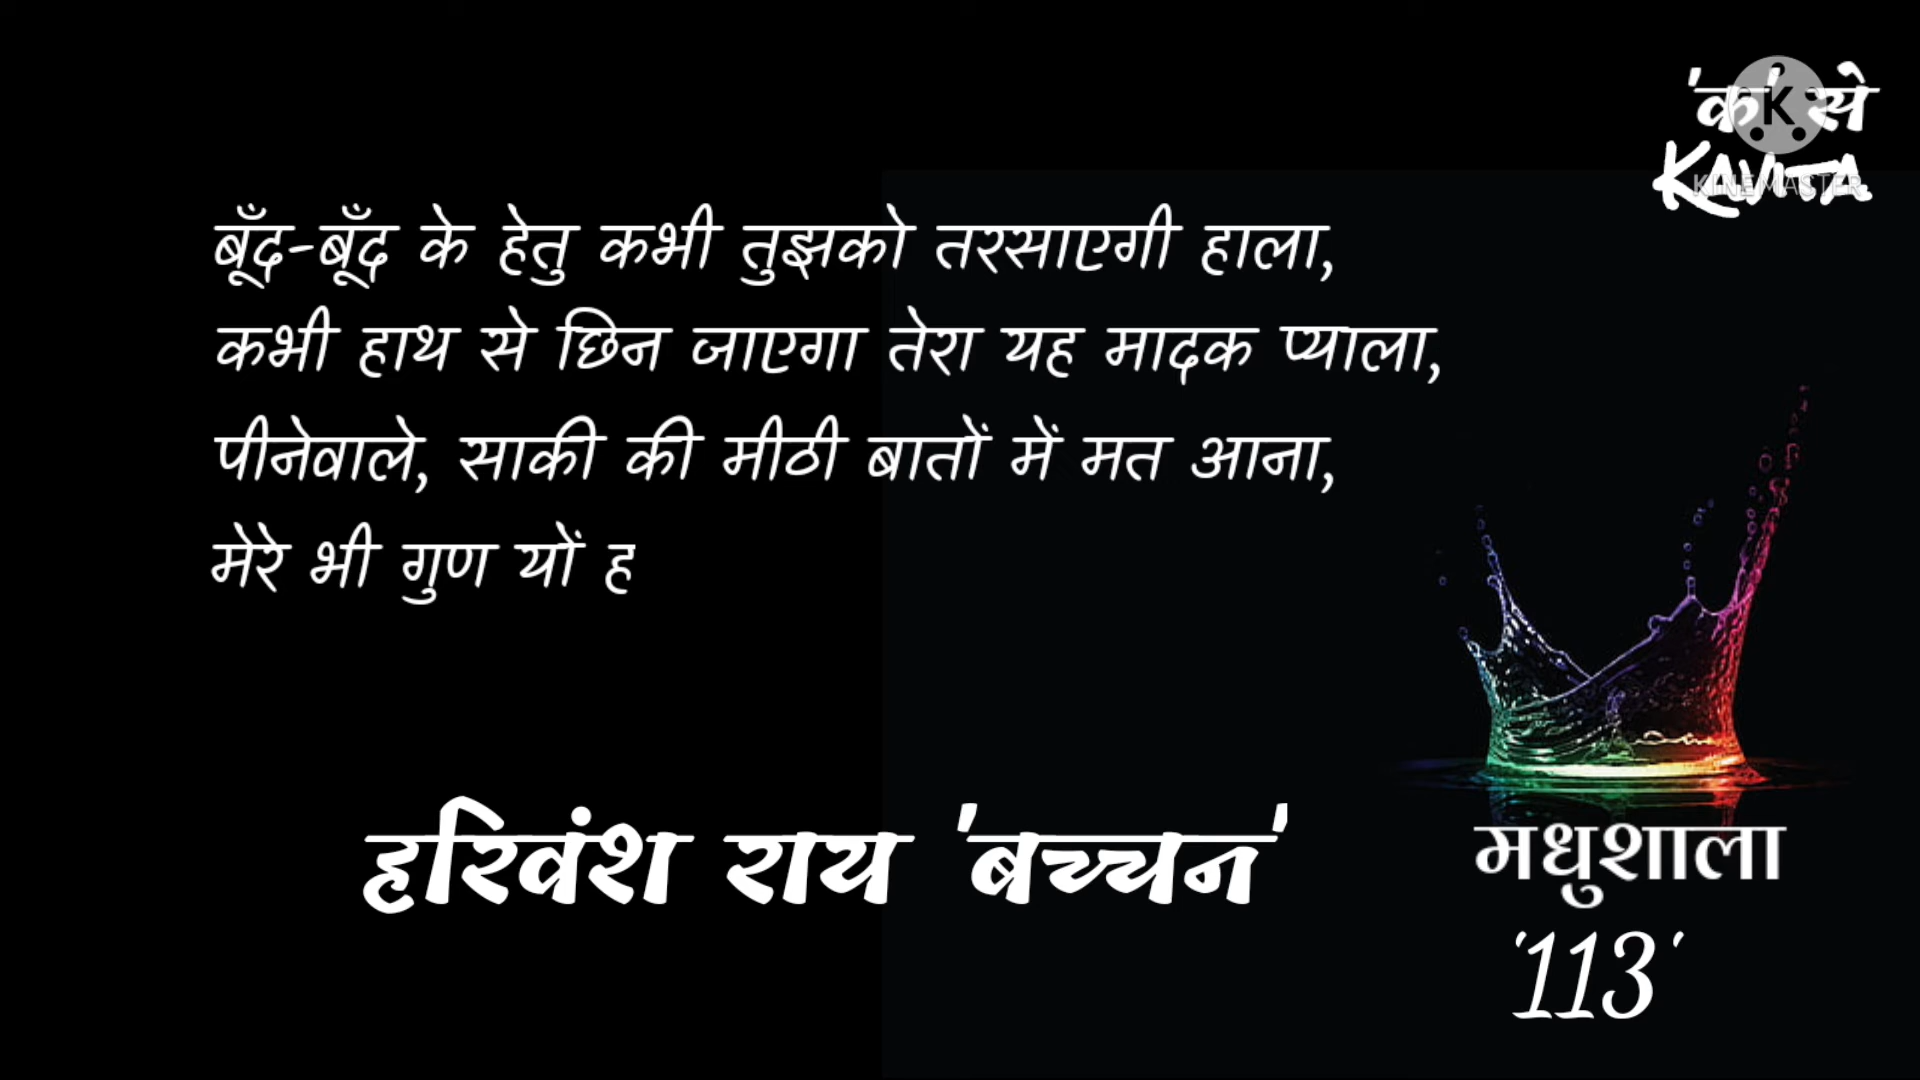 'क' से
KAVITA
KINEMASTER
बूँद-बूँद के हेतु कभी तुझको तरसाएगी हाला,
कभी हाथ से छिन जाएगा तेरा यह मादक प्याला,
पीनेवाले, साकी की मीठी बातों में मत आना,
मेरे भी गुण यों ह
हरिवंश राय 'बच्चन'
मधुशाला
'113'